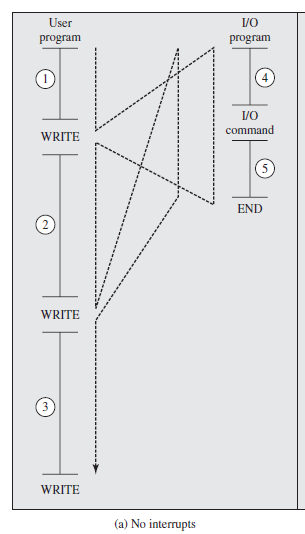 User
program
I/O
program
1
4
I/O
command
WRITE
5
END
2
WRITE
3
WRITE
(a) No interrupts